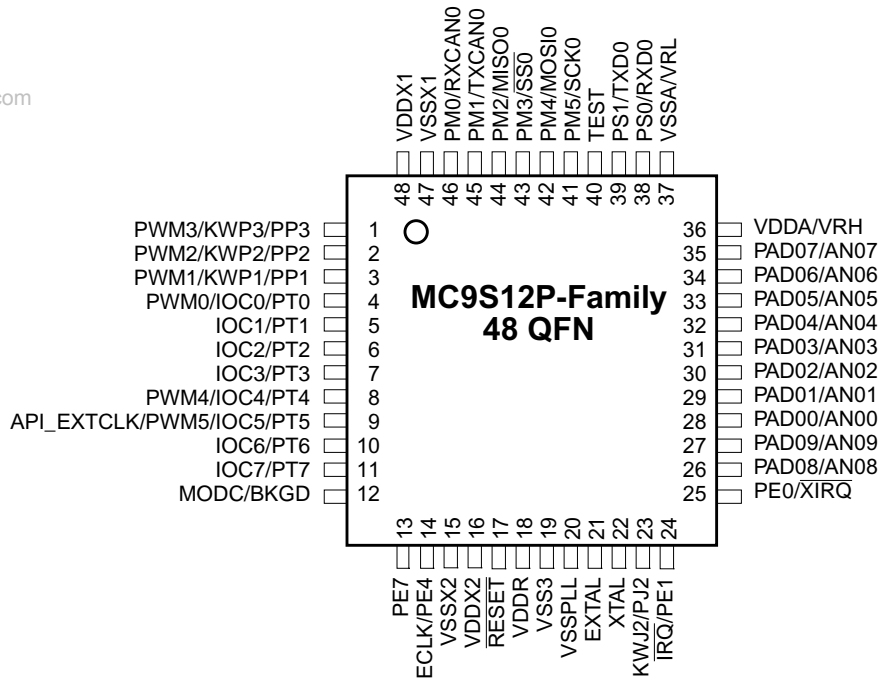 com
VDDX1
VSSX1
PM0/RXCAN0
PM1/TXCAN0
PM2/MISO0
PM3/SS0
PM4/MOSI0
PM5/SCK0
TEST
PS1/TXD0
PS0/RXD0
VSSA/VRL
48
47
46
45
44
43
42
41
40
39
38
37
PWM3/KWP3/PP3 1
PWM2/KWP2/PP2 2
PWM1/KWP1/PP1 3
PWM0/IOC0/PT0 4
IOC1/PT1 5
IOC2/PT2 6
IOC3/PT3 7
PWM4/IOC4/PT4 8
API_EXTCLK/PWM5/IOC5/PT5 9
IOC6/PT6 10
IOC7/PT7 11
MODC/BKGD 12
MC9S12P-Family
48 QFN
36 VDDA/VRH
35 PAD07/AN07
34 PAD06/AN06
33 PAD05/AN05
32 PAD04/AN04
31 PAD03/AN03
30 PAD02/AN02
29 PAD01/AN01
28 PAD00/AN00
27 PAD09/AN09
26 PAD08/AN08
25 PE0/XIRQ
13
14
15
16
17
18
19
20
21
22
23
24
PE7
ECLK/PE4
VSSX2
VDDX2
RESET
VDDR
VSS3
VSSPLL
EXTAL
XTAL
KWJ2/PJ2
IRQ/PE1